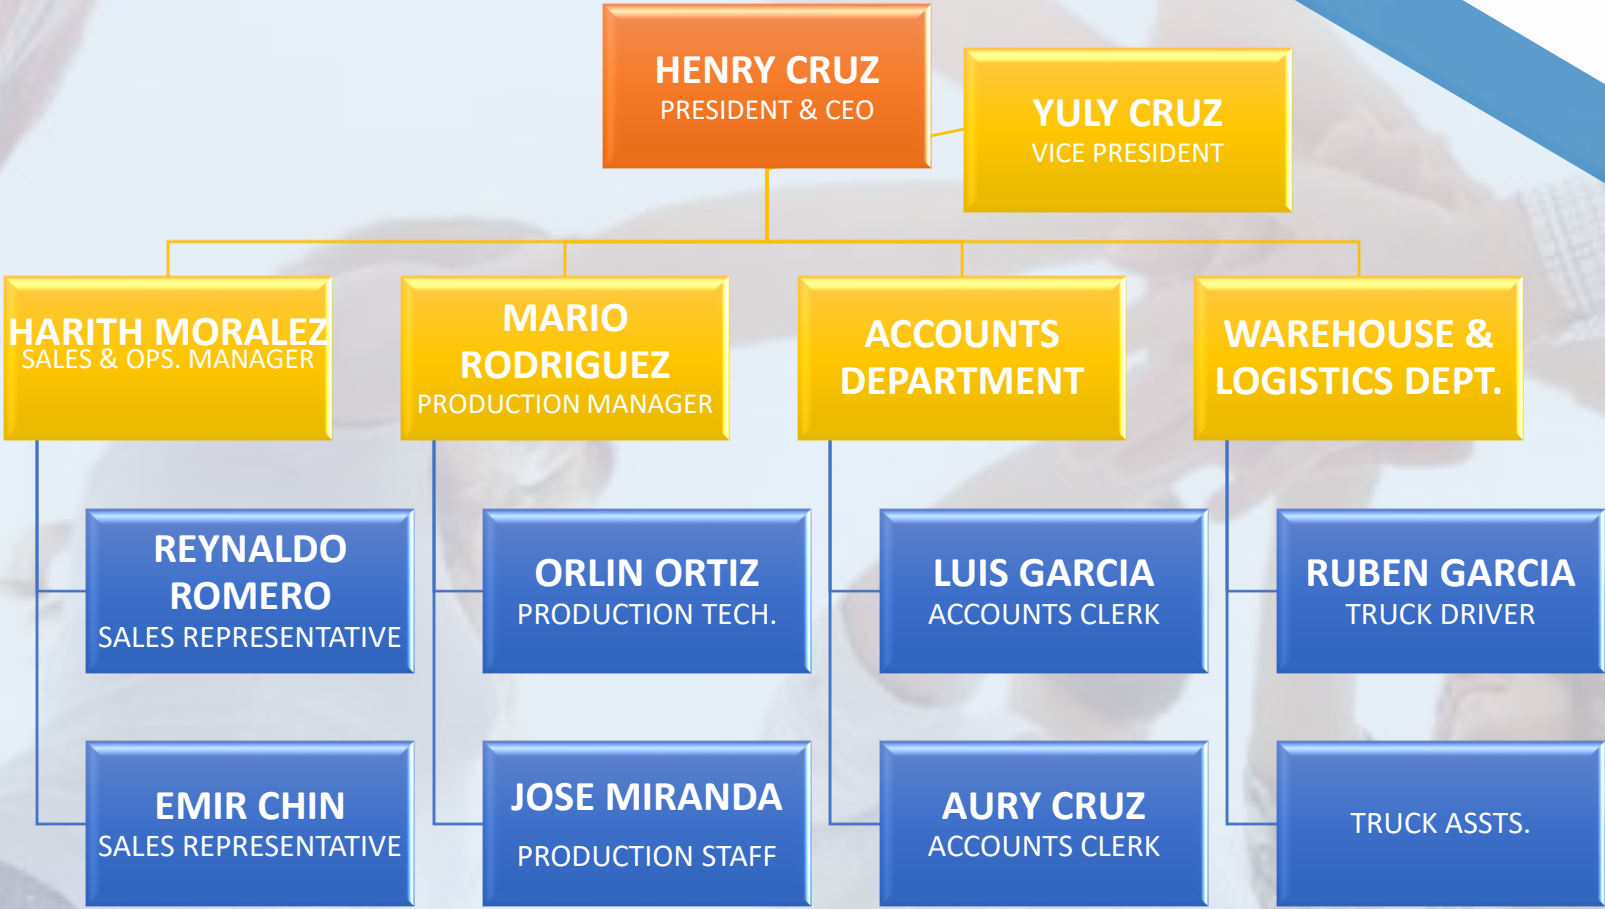 HENRY CRUZ
PRESIDENT & CEO
YULY CRUZ
VICE PRESIDENT
HARITH MORALEZ
SALES & OPS. MANAGER
MARIO
RODRIGUEZ
PRODUCTION MANAGER
ACCOUNTS
DEPARTMENT
WAREHOUSE &
LOGISTICS DEPT.
REYNALDO
ROMERO
SALES REPRESENTATIVE
ORLIN ORTIZ
PRODUCTION TECH.
LUIS GARCIA
ACCOUNTS CLERK
RUBEN GARCIA
TRUCK DRIVER
EMIR CHIN
SALES REPRESENTATIVE
JOSE MIRANDA
PRODUCTION STAFF
AURY CRUZ
ACCOUNTS CLERK
TRUCK ASSTS.